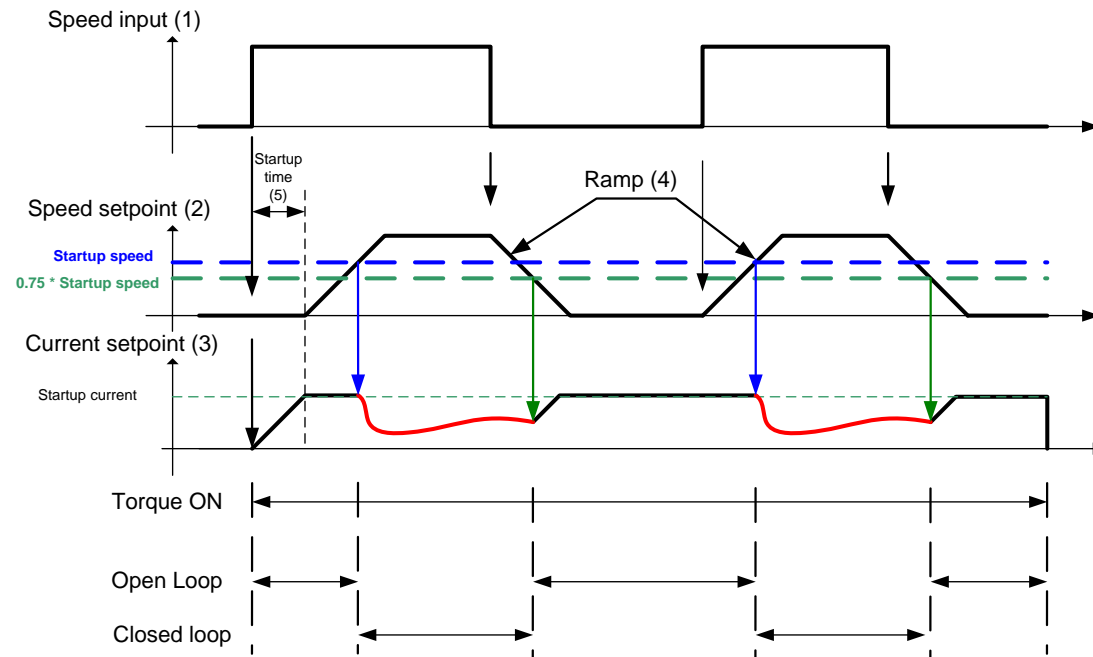 Speed input (1)
Startup
time
(5)
Ramp (4)
Speed setpoint (2)
Startup speed
0.75 * Startup speed
Current setpoint (3)
Startup current
Torque ON
Open Loop
Closed loop